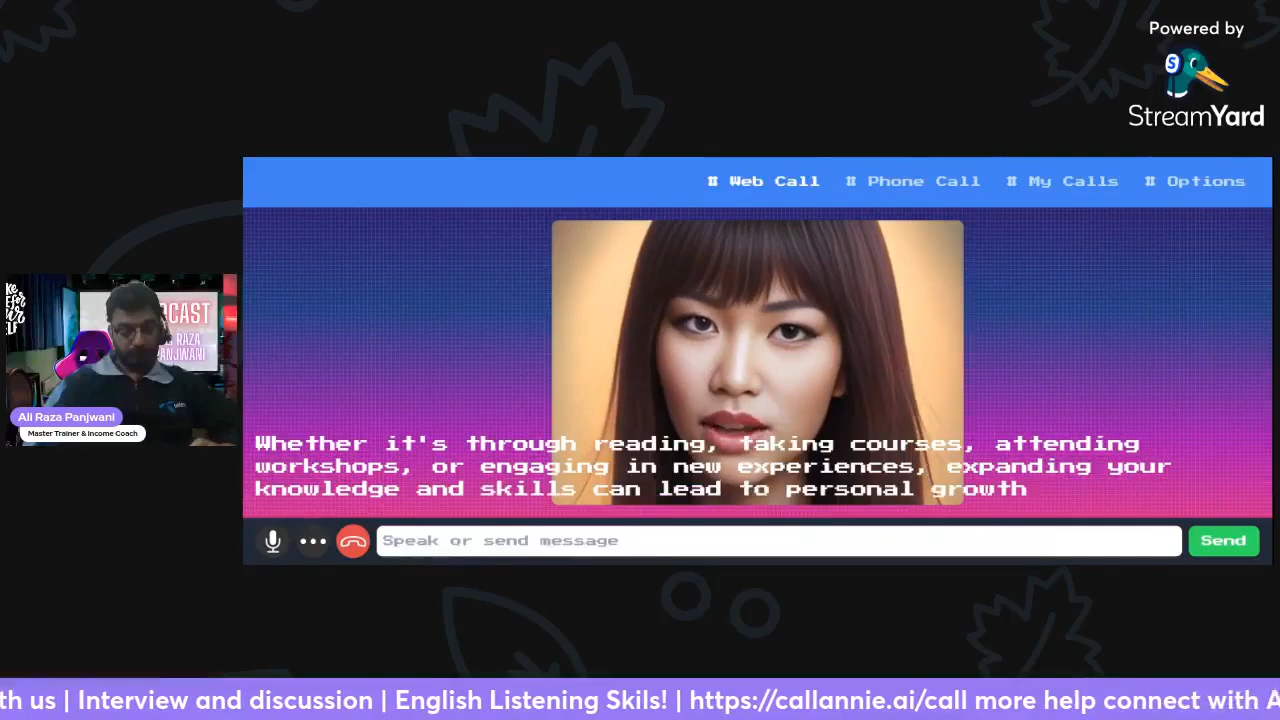 Powered by
S
StreamYard
⌗ Web Call ⌗ Phone Call ⌗ My Calls ⌗ Options
CAST
RAZA
PANJWANI
Ali Raza Panjwani
Master Trainer & Income Coach
Whether it's through reading, taking courses, attending
workshops, or engaging in new experiences, expanding your
knowledge and skills can lead to personal growth
Speak or send message
Send
th us | Interview and discussion | English Listening Skils! | https://callannie.ai/call more help connect with A